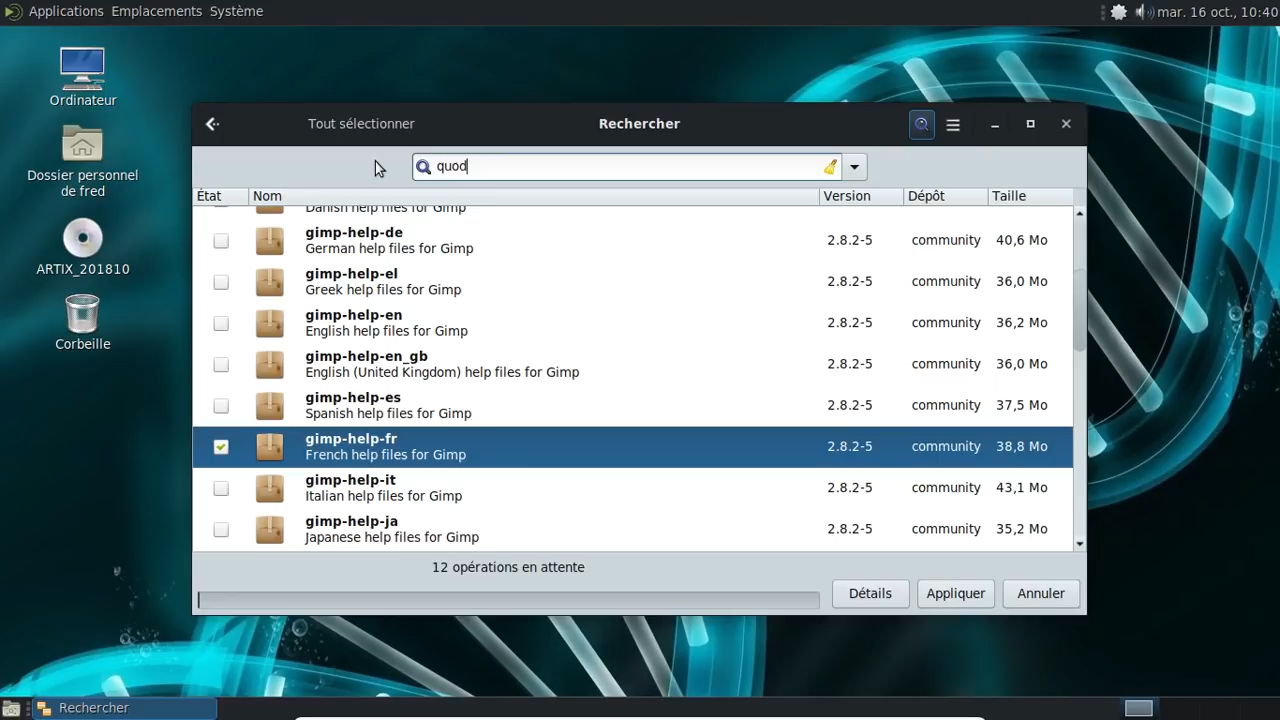 Applications Emplacements Système
mar. 16 oct., 10:40
Ordinateur
Dossier personnel
de fred
ARTIX_201810
Corbeille
Tout sélectionner
Rechercher
quod
État Nom Version Dépôt Taille
Danish help files for Gimp
gimp-help-de
German help files for Gimp
2.8.2-5 community 40,6 Mo
gimp-help-el
Greek help files for Gimp
2.8.2-5 community 36,0 Mo
gimp-help-en
English help files for Gimp
2.8.2-5 community 36,2 Mo
gimp-help-en_gb
English (United Kingdom) help files for Gimp
2.8.2-5 community 36,0 Mo
gimp-help-es
Spanish help files for Gimp
2.8.2-5 community 37,5 Mo
gimp-help-fr
French help files for Gimp
2.8.2-5 community 38,8 Mo
gimp-help-it
Italian help files for Gimp
2.8.2-5 community 43,1 Mo
gimp-help-ja
Japanese help files for Gimp
2.8.2-5 community 35,2 Mo
12 opérations en attente
Détails Appliquer Annuler
Rechercher